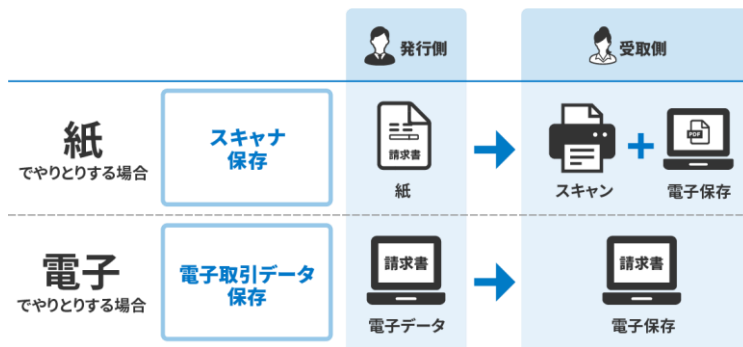 発行側
受取側
紙
でやりとりする場合
スキャナ
保存
請求書
紙
スキャン
PDF
電子保存
電子
でやりとりする場合
電子取引データ
保存
請求書
電子データ
請求書
電子保存